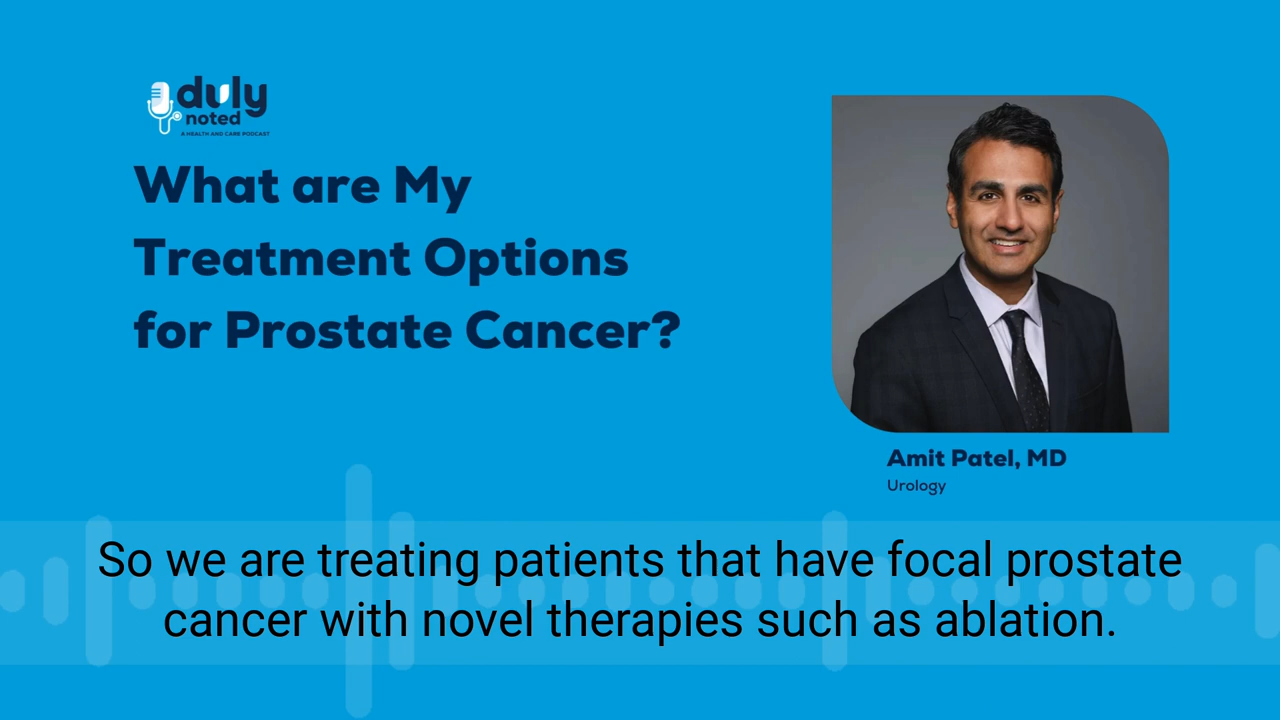 duly
noted
A HEALTH AND CARE PODCAST
What are My
Treatment Options
for Prostate Cancer?
Amit Patel, MD
Urology
So we are treating patients that have focal prostate
cancer with novel therapies such as ablation.